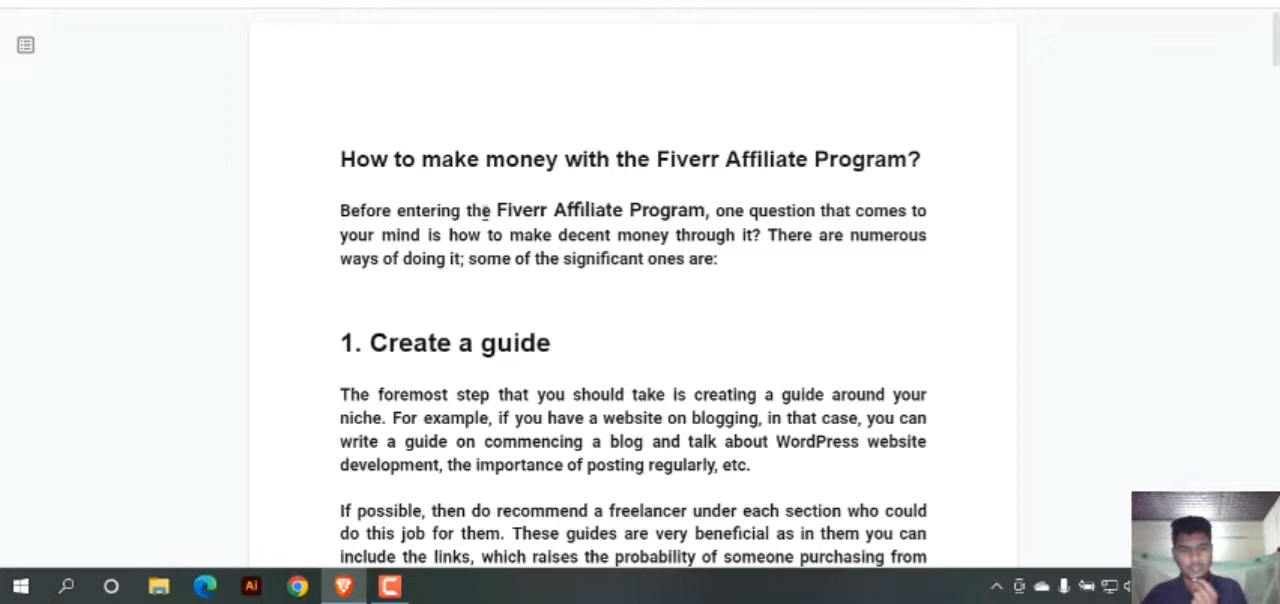 How to make money with the Fiverr Affiliate Program?
Before entering the Fiverr Affiliate Program, one question that comes to
your mind is how to make decent money through it? There are numerous
ways of doing it; some of the significant ones are:
1. Create a guide
The foremost step that you should take is creating a guide around your
niche. For example, if you have a website on blogging, in that case, you can
write a guide on commencing a blog and talk about WordPress website
development, the importance of posting regularly, etc.
If possible, then do recommend a freelancer under each section who could
do this job for them. These guides are very beneficial as in them you can
include the links, which raises the probability of someone purchasing from
Ai